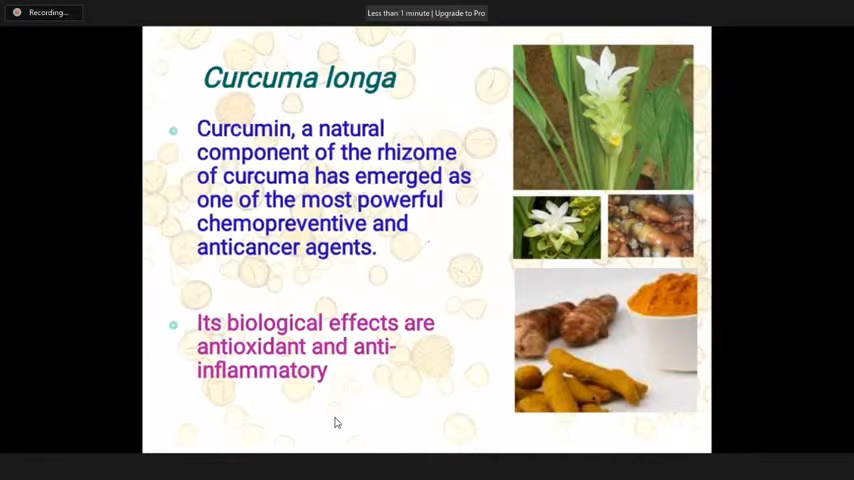 Recording...
Less than 1 minute | Upgrade to Pro
Curcuma longa
Curcumin, a natural
component of the rhizome
of curcuma has emerged as
one of the most powerful
chemopreventive and
anticancer agents.
Its biological effects are
antioxidant and anti-
inflammatory